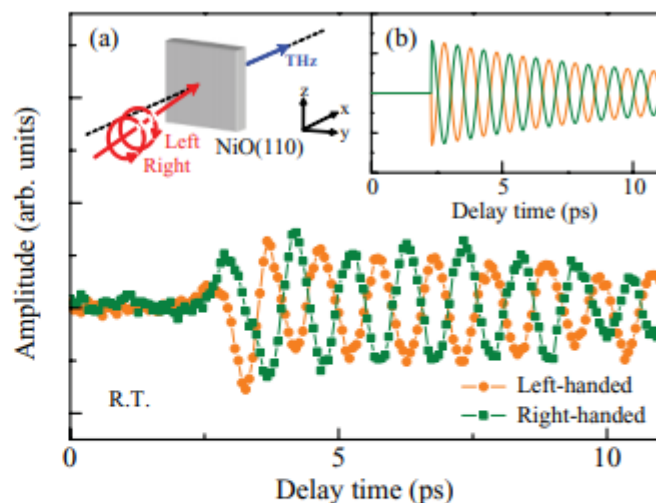 (a)
THz
z
x
y
Left
Right
NiO(110)
(b)
0 5 10
Delay time (ps)
Amplitude (arb. units)
R.T.
Left-handed
Right-handed
0 5 10
Delay time (ps)